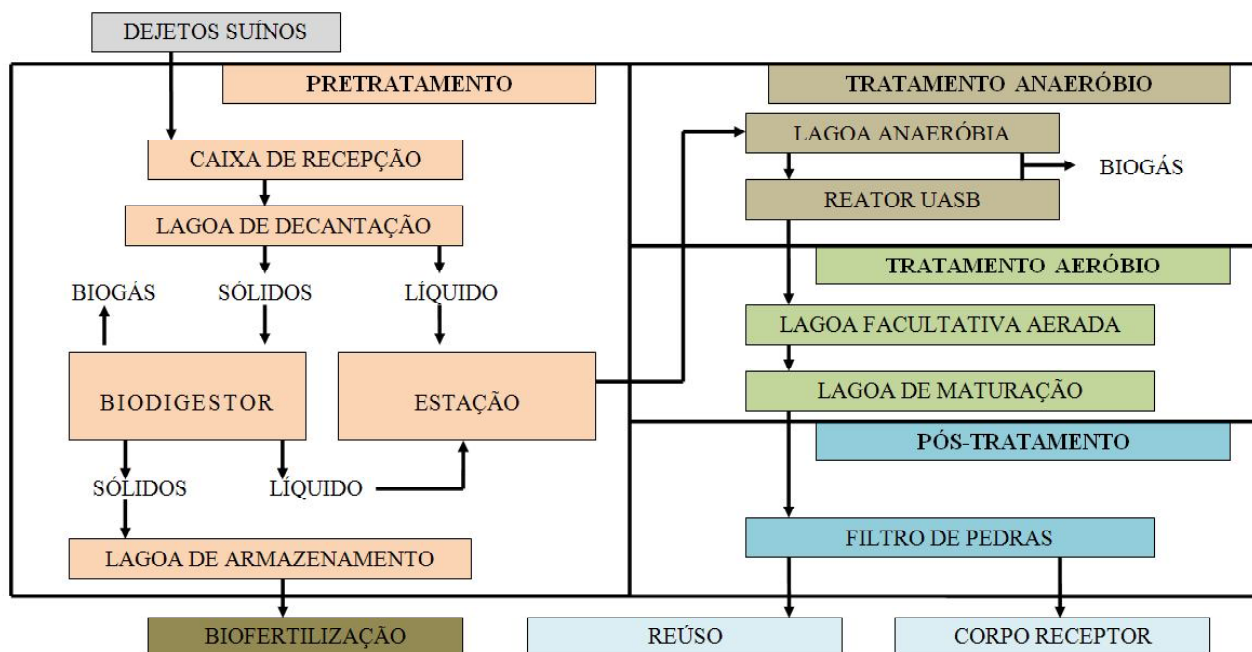 DEJETOS SUÍNOS
PRETRATAMENTO
CAIXA DE RECEPÇÃO
LAGOA DE DECANTAÇÃO
BIOGÁS
SÓLIDOS
LÍQUIDO
BIODIGESTOR
ESTAÇÃO
SÓLIDOS
LÍQUIDO
LAGOA DE ARMAZENAMENTO
BIOFERTILIZAÇÃO
TRATAMENTO ANAERÓBIO
LAGOA ANAERÓBIA
BIOGÁS
REATOR UASB
TRATAMENTO AERÓBIO
LAGOA FACULTATIVA AERADA
LAGOA DE MATURAÇÃO
PÓS-TRATAMENTO
FILTRO DE PEDRAS
REÚSO
CORPO RECEPTOR